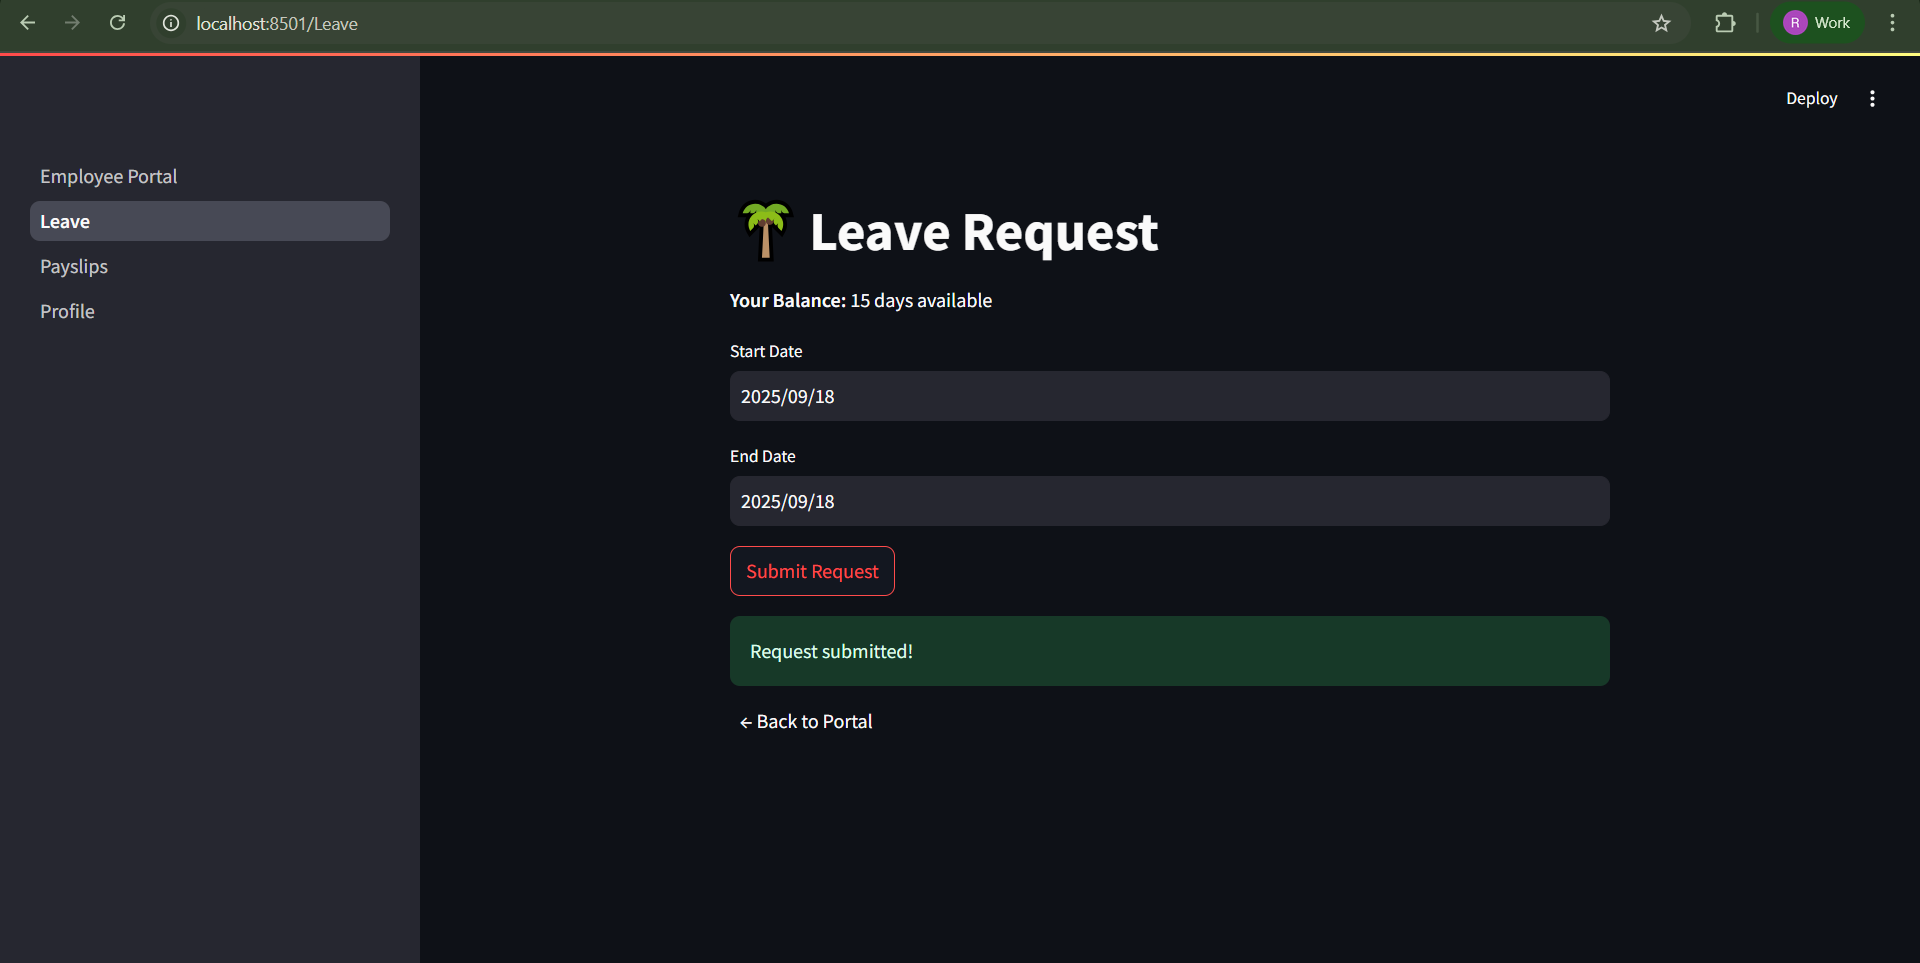 localhost:8501/Leave
R Work
Deploy
Employee Portal
Leave
Payslips
Profile
Leave Request
Your Balance: 15 days available
Start Date
2025/09/18
End Date
2025/09/18
Submit Request
Request submitted!
← Back to Portal